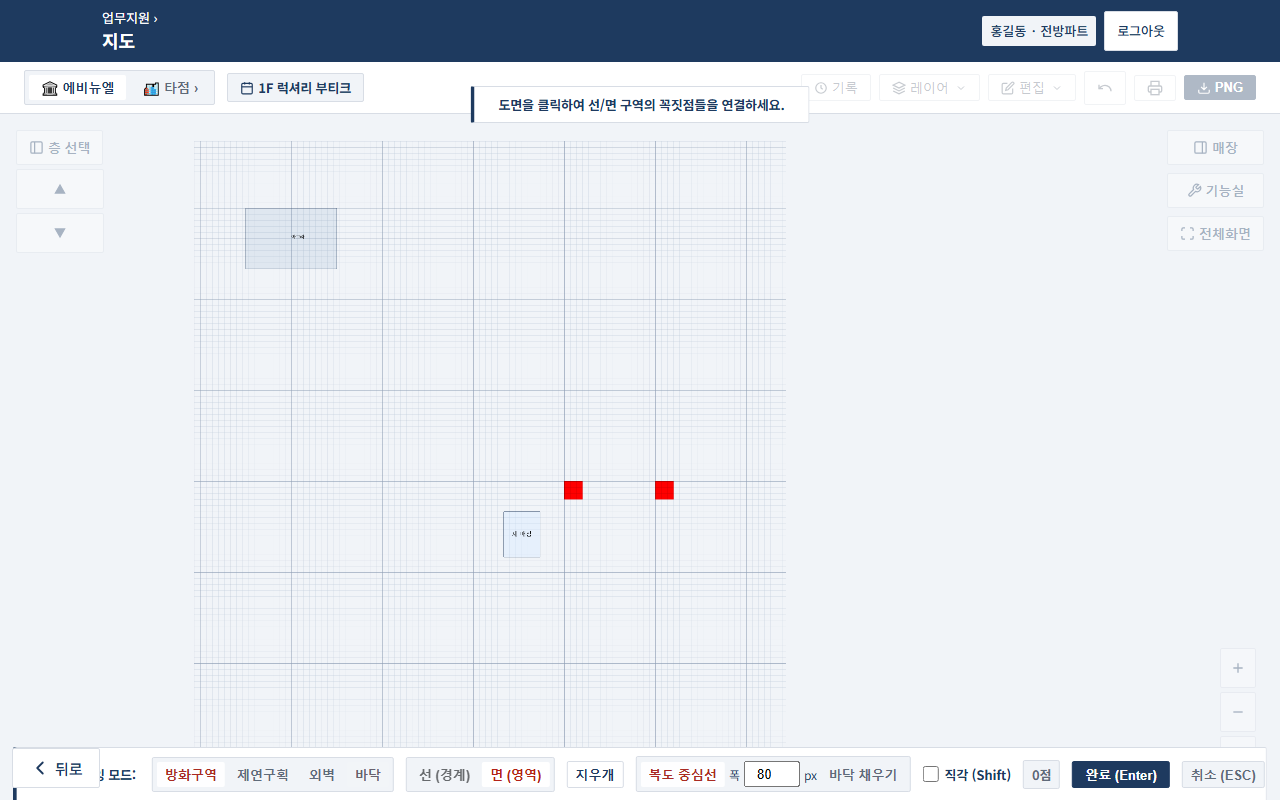 업무지원 ›
지도
홍길동 · 전방파트
로그아웃
에비뉴엘
타점 ›
1F 럭셔리 부티크
도면을 클릭하여 선/면 구역의 꼭짓점들을 연결하세요.
기록
레이어
편집
PNG
층 선택
▲
▼
매장
기능실
전체화면
+
−
뒤로
모드:
방화구역
제연구획
외벽
바닥
선 (경계)
면 (영역)
지우개
복도 중심선
폭
80
px
바닥 채우기
직각 (Shift)
0점
완료 (Enter)
취소 (ESC)